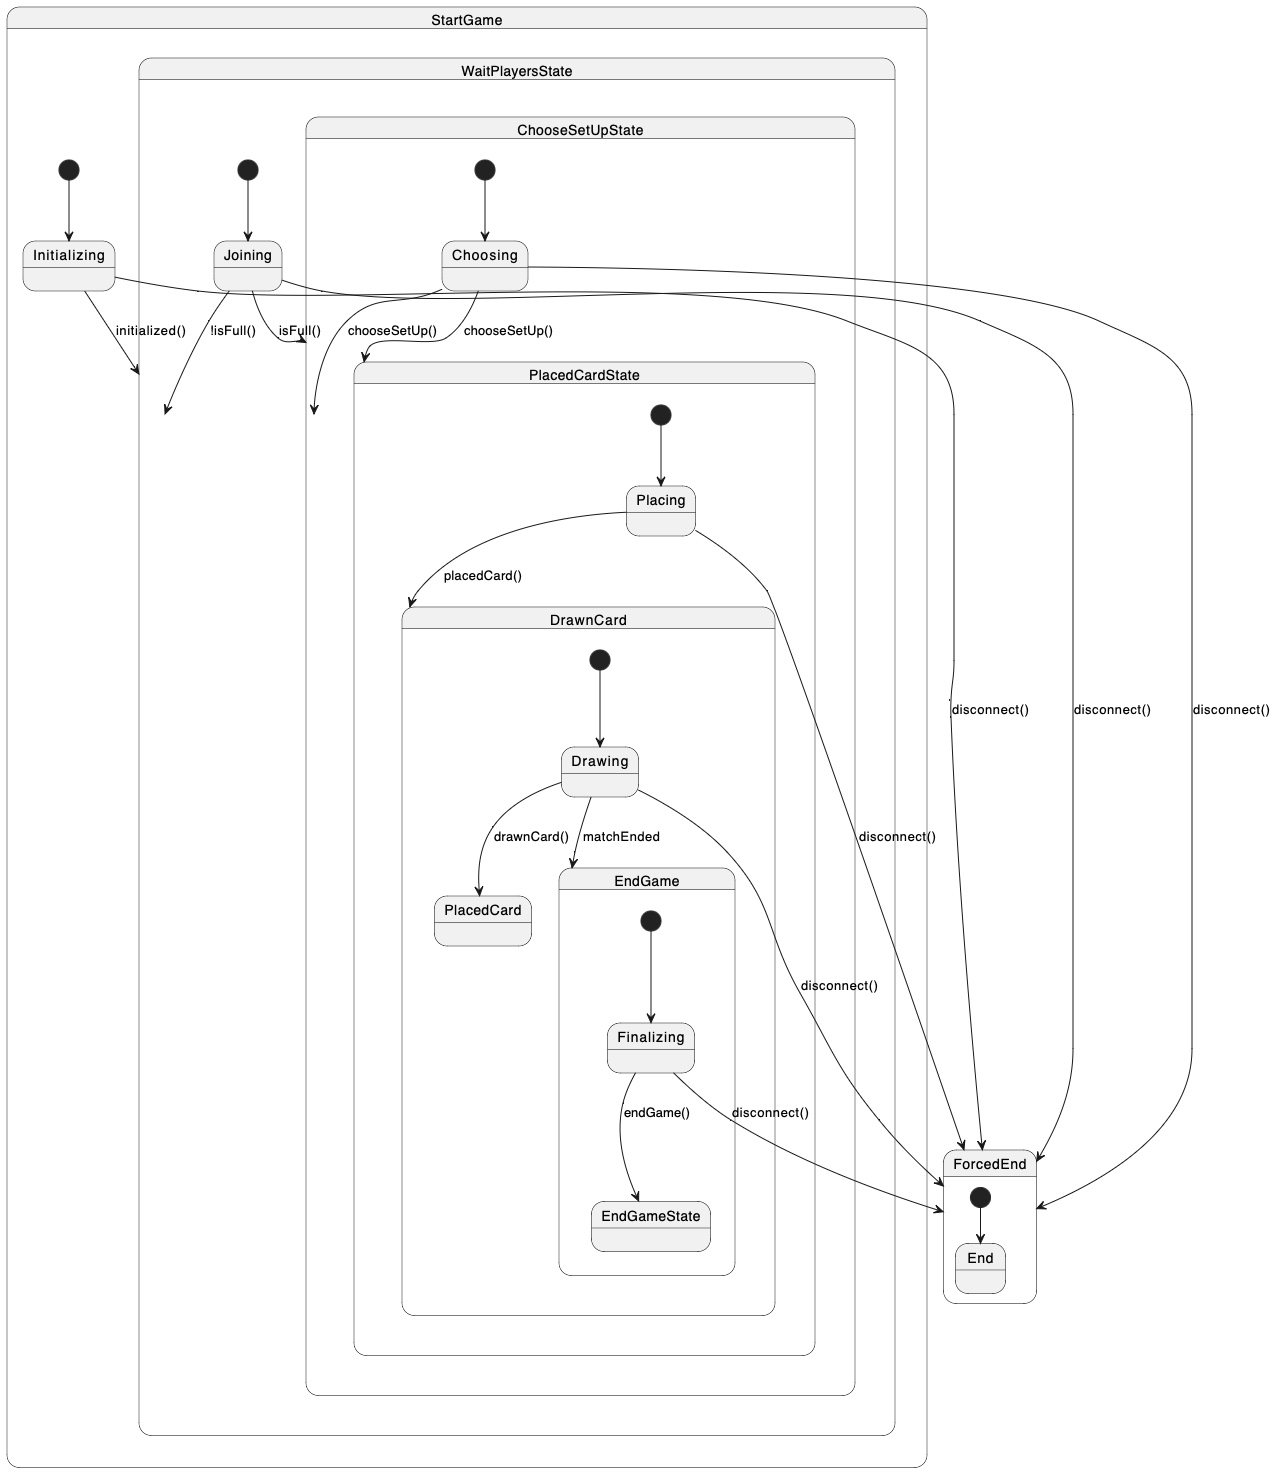 StartGame
WaitPlayersState
ChooseSetUpState
Initializing
Joining
Choosing
initialized()
!isFull()
isFull()
chooseSetUp()
chooseSetUp()
PlacedCardState
Placing
placedCard()
DrawnCard
disconnect()
disconnect()
disconnect()
Drawing
drawnCard()
matchEnded
disconnect()
EndGame
PlacedCard
disconnect()
Finalizing
endGame()
disconnect()
ForcedEnd
EndGameState
End